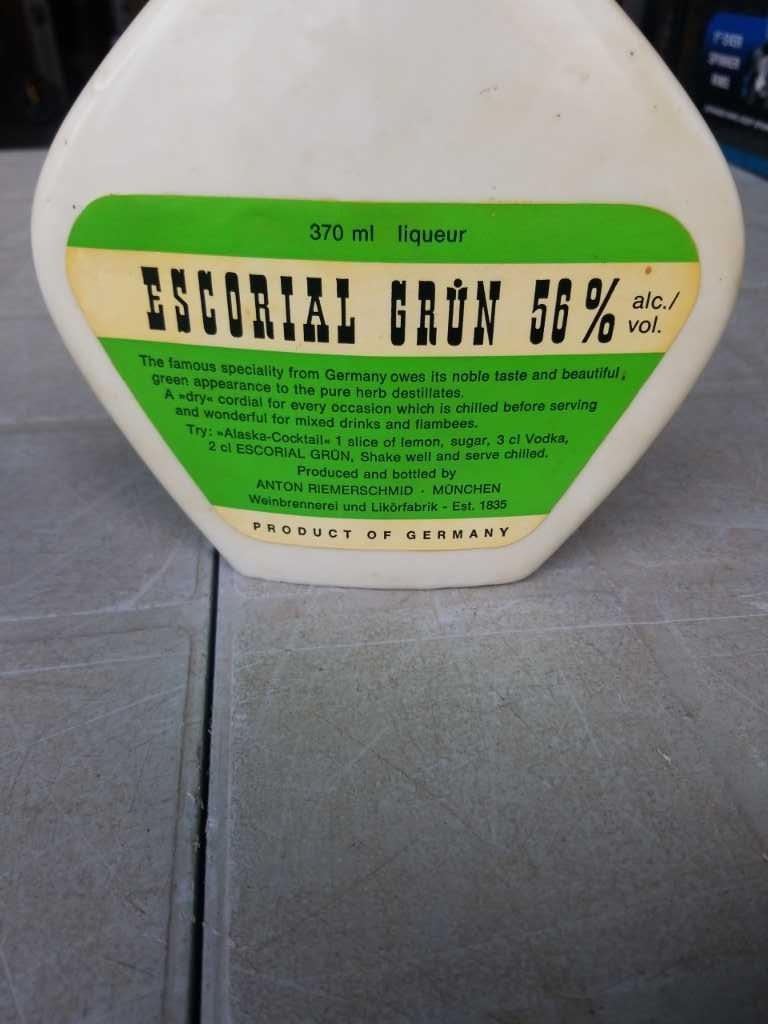 370 ml liqueur
ESCORIAL GRÜN 56% alc./
vol.
The famous speciality from Germany owes its noble taste and beautiful,
green appearance to the pure herb destillates.
A »dry« cordial for every occasion which is chilled before serving
and wonderful for mixed drinks and flambees.
Try: »Alaska-Cocktail« 1 slice of lemon, sugar, 3 cl Vodka,
2 cl ESCORIAL GRÜN, Shake well and serve chilled.
Produced and bottled by
ANTON RIEMERSCHMID · MÜNCHEN
Weinbrennerei und Likörfabrik - Est. 1835
PRODUCT OF GERMANY